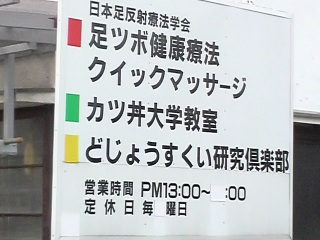 日本足反射療法学会
足ツボ健康療法
クイックマッサージ
カツ丼大学教室
どじょうすくい研究倶楽部
営業時間 PM13:00〜 :00
定休日 毎 曜日